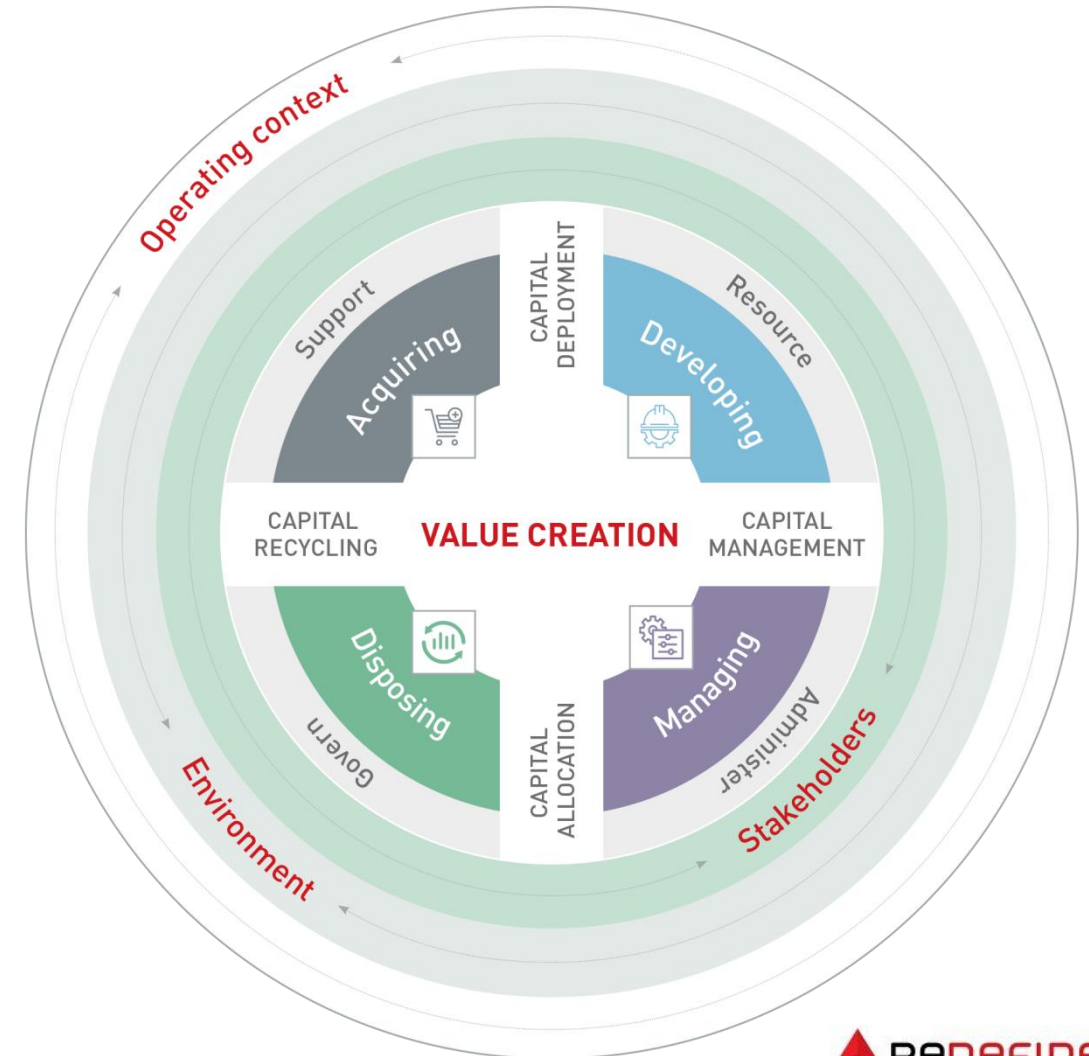 Operating context
Support
Resource
Acquiring
CAPITAL
DEPLOYMENT
Developing
CAPITAL
RECYCLING
VALUE CREATION
CAPITAL
MANAGEMENT
Disposing
CAPITAL
ALLOCATION
Managing
Govern
Administer
Environment
Stakeholders